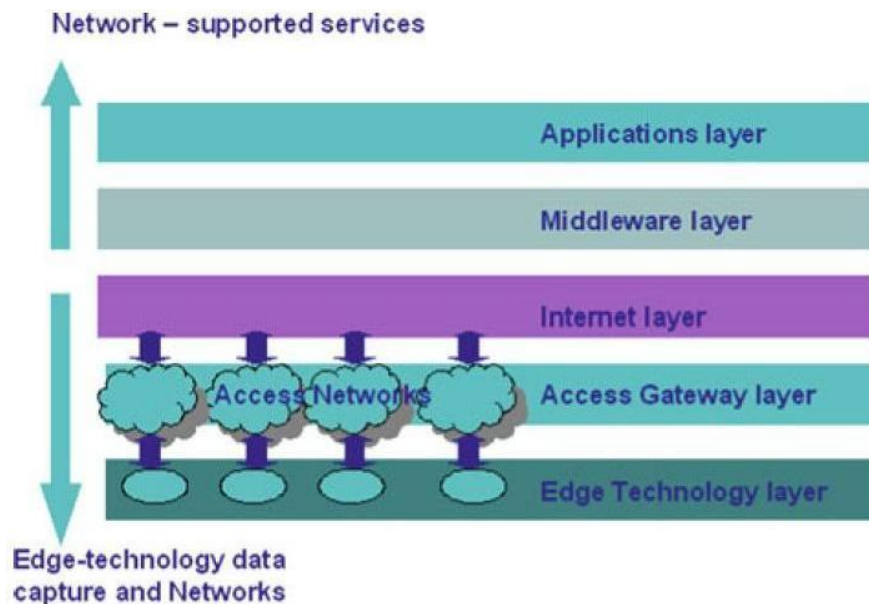 Network – supported services
Applications layer
Middleware layer
Internet layer
Access Networks
Access Gateway layer
Edge Technology layer
Edge-technology data
capture and Networks